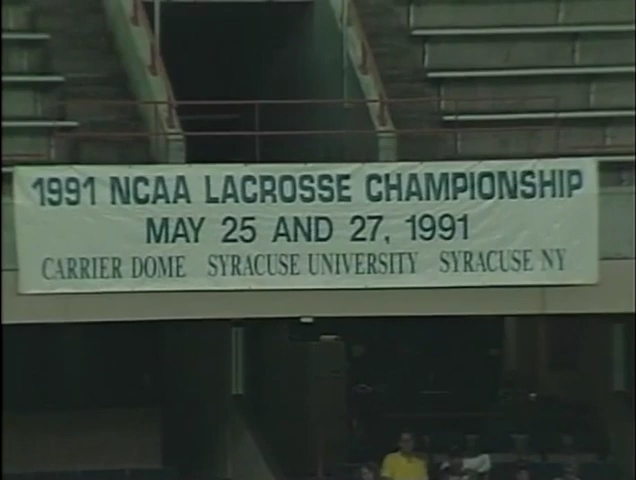 1991 NCAA LACROSSE CHAMPIONSHIP
MAY 25 AND 27, 1991
CARRIER DOME SYRACUSE UNIVERSITY SYRACUSE NY